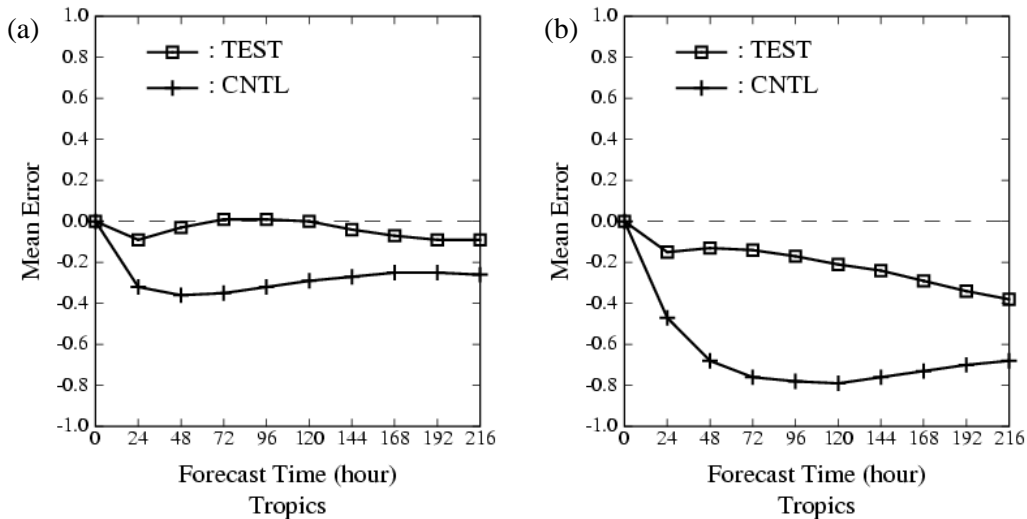 (a)
1.0
0.8
0.6
0.4
0.2
0.0
-0.2
-0.4
-0.6
-0.8
-1.0
Mean Error
: TEST
: CNTL
0 24 48 72 96 120 144 168 192 216
Forecast Time (hour)
Tropics
(b)
1.0
0.8
0.6
0.4
0.2
0.0
-0.2
-0.4
-0.6
-0.8
-1.0
Mean Error
: TEST
: CNTL
0 24 48 72 96 120 144 168 192 216
Forecast Time (hour)
Tropics